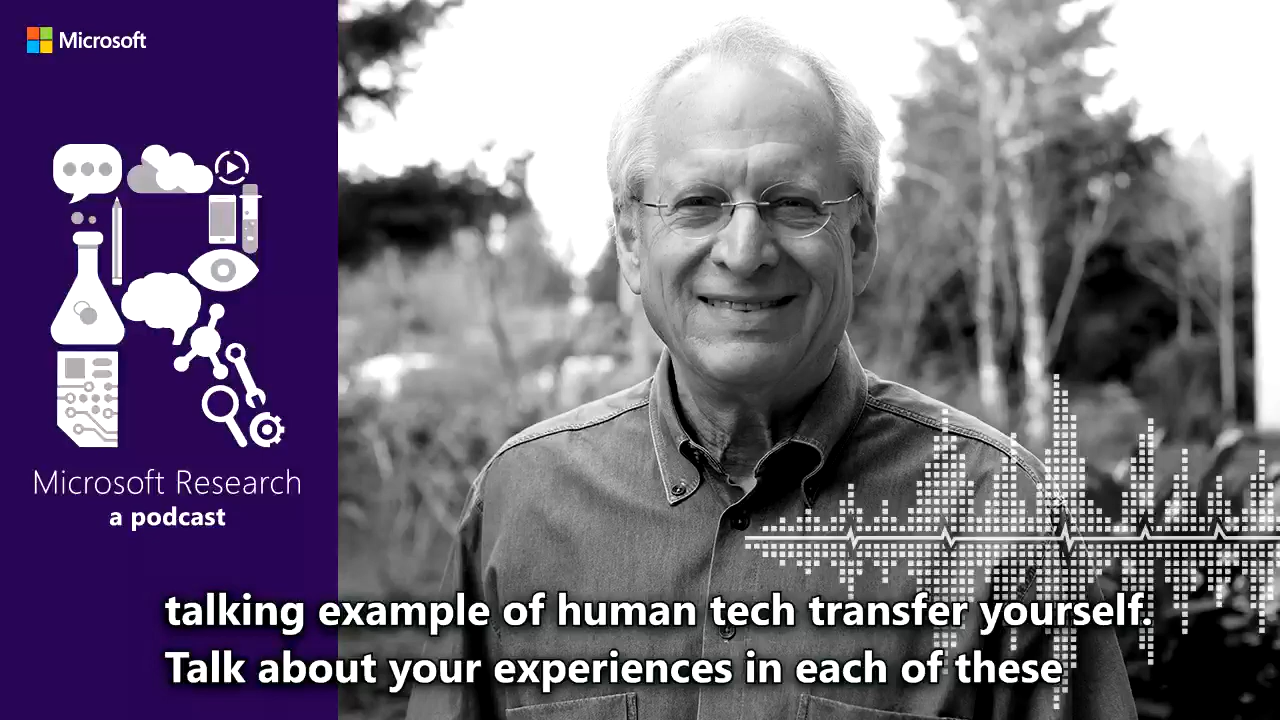 Microsoft
Microsoft Research
a podcast
talking example of human tech transfer yourself.
Talk about your experiences in each of these